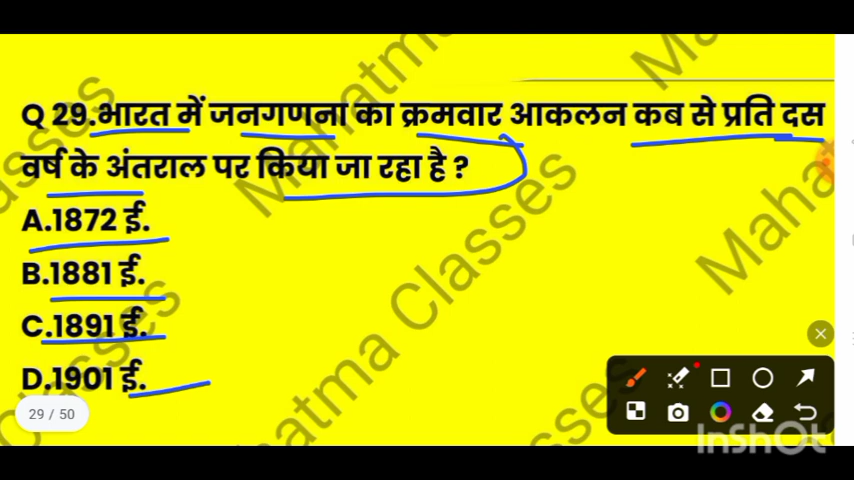 Q 29.भारत में जनगणना का क्रमवार आकलन कब से प्रति दस
वर्ष के अंतराल पर किया जा रहा है ?
A.1872 ई.
B.1881 ई.
C.1891 ई.
D.1901 ई.
29 / 50
Mahatma Classes
InShOt